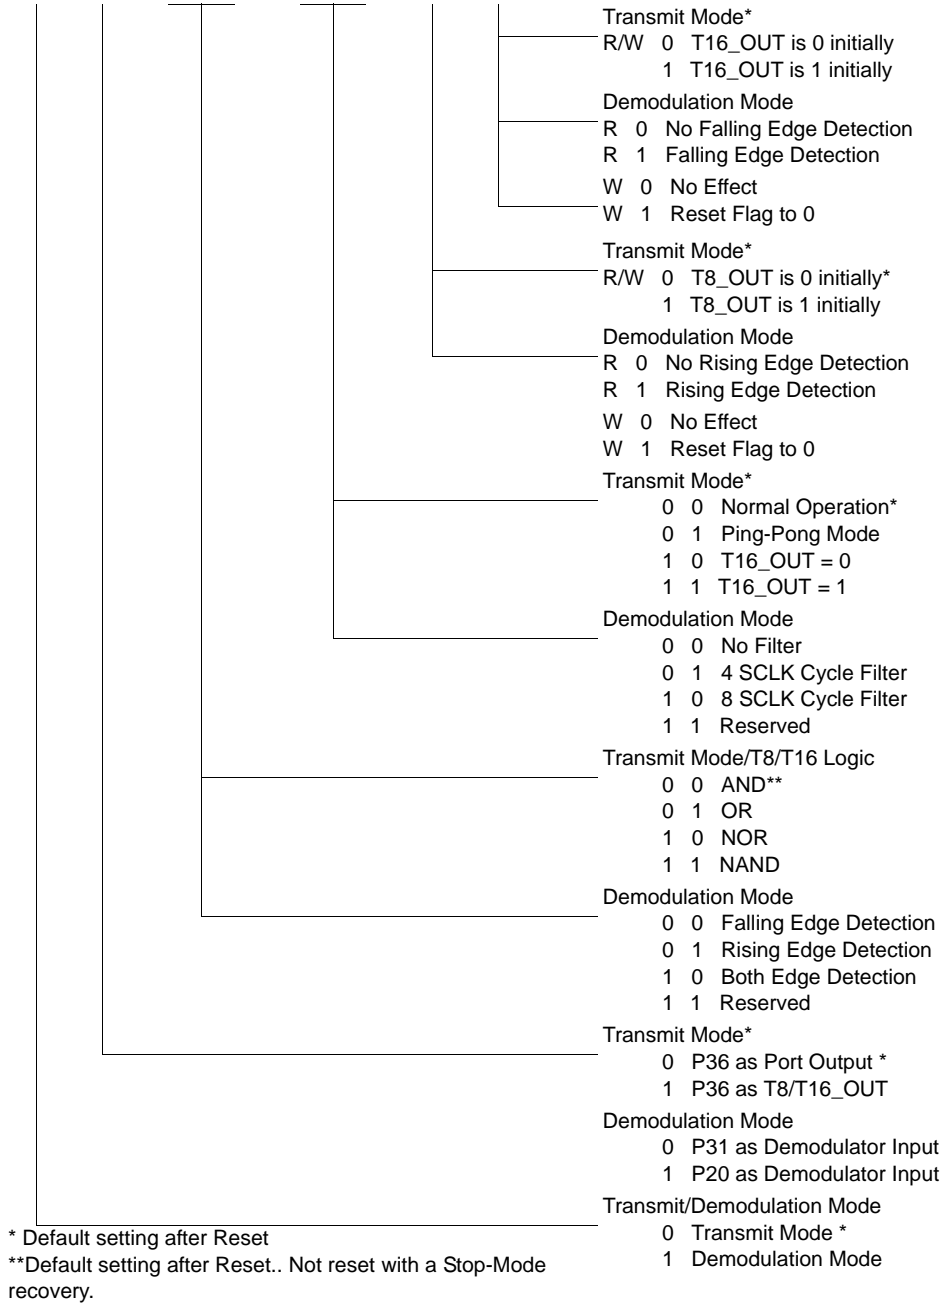 Transmit Mode*
R/W 0 T16_OUT is 0 initially
1 T16_OUT is 1 initially
Demodulation Mode
R 0 No Falling Edge Detection
R 1 Falling Edge Detection
W 0 No Effect
W 1 Reset Flag to 0
Transmit Mode*
R/W 0 T8_OUT is 0 initially*
1 T8_OUT is 1 initially
Demodulation Mode
R 0 No Rising Edge Detection
R 1 Rising Edge Detection
W 0 No Effect
W 1 Reset Flag to 0
Transmit Mode*
0 0 Normal Operation*
0 1 Ping-Pong Mode
1 0 T16_OUT = 0
1 1 T16_OUT = 1
Demodulation Mode
0 0 No Filter
0 1 4 SCLK Cycle Filter
1 0 8 SCLK Cycle Filter
1 1 Reserved
Transmit Mode/T8/T16 Logic
0 0 AND**
0 1 OR
1 0 NOR
1 1 NAND
Demodulation Mode
0 0 Falling Edge Detection
0 1 Rising Edge Detection
1 0 Both Edge Detection
1 1 Reserved
Transmit Mode*
0 P36 as Port Output *
1 P36 as T8/T16_OUT
Demodulation Mode
0 P31 as Demodulator Input
1 P20 as Demodulator Input
Transmit/Demodulation Mode
0 Transmit Mode *
1 Demodulation Mode
* Default setting after Reset
**Default setting after Reset.. Not reset with a Stop-Mode
recovery.